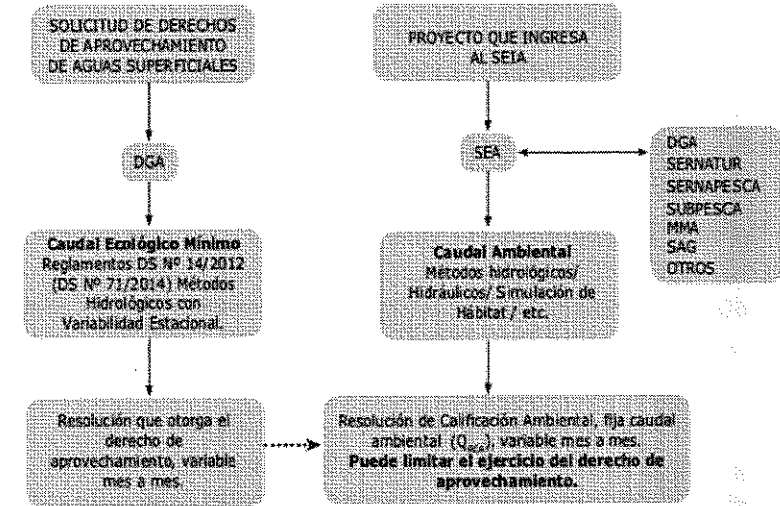 SOLICITUD DE DERECHOS
DE APROVECHAMIENTO
DE AGUAS SUPERFICIALES
DGA
Caudal Ecológico Mínimo
Reglamentos DS Nº 14/2012
(DS Nº 71/2014) Métodos
Hidrológicos con
Variabilidad Estacional.
Resolución que otorga el
derecho de
aprovechamiento, variable
mes a mes.
PROYECTO QUE INGRESA
AL SEIA
SEA
DGA
SERNATUR
SERNAPESCA
SUBPESCA
MMA
SAG
OTROS
Caudal Ambiental
Métodos hidrológicos/
Hidráulicos/ Simulación de
Hábitat / etc.
Resolución de Calificación Ambiental, fija caudal
ambiental (), variable mes a mes.
Puede limitar el ejercicio del derecho de
aprovechamiento.